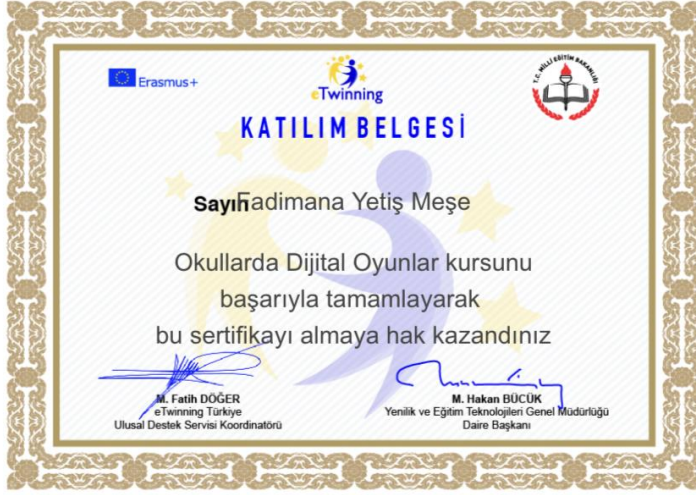 Erasmus+
eTwinning
T.C. MİLLİ EĞİTİM BAKANLIĞI
KATILIM BELGESİ
Sayın Fadimana Yetiş Meşe
Okullarda Dijital Oyunlar kursunu
başarıyla tamamlayarak
bu sertifikayı almaya hak kazandınız
M. Fatih DÖĞER
eTwinning Türkiye
Ulusal Destek Servisi Koordinatörü
M. Hakan BÜCÜK
Yenilik ve Eğitim Teknolojileri Genel Müdürlüğü
Daire Başkanı